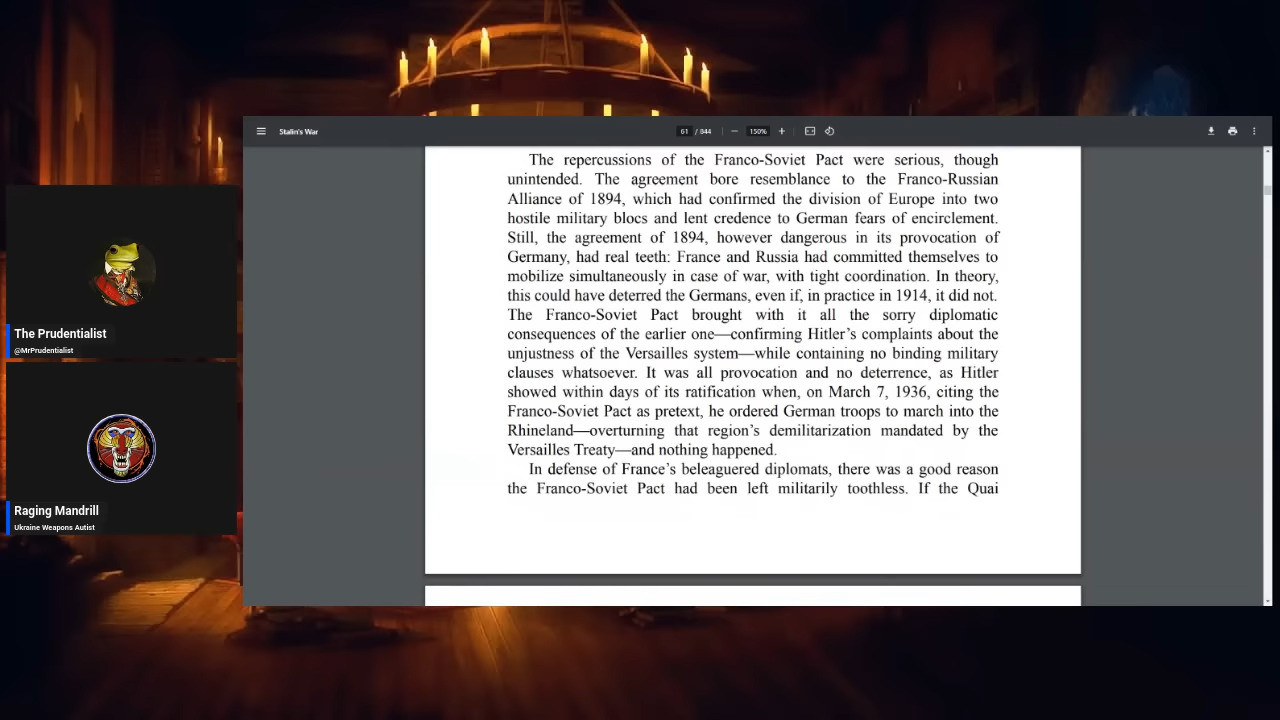 Stalin's War
61 / 844
150%
The repercussions of the Franco-Soviet Pact were serious, though
unintended. The agreement bore resemblance to the Franco-Russian
Alliance of 1894, which had confirmed the division of Europe into two
hostile military blocs and lent credence to German fears of encirclement.
Still, the agreement of 1894, however dangerous in its provocation of
Germany, had real teeth: France and Russia had committed themselves to
mobilize simultaneously in case of war, with tight coordination. In theory,
this could have deterred the Germans, even if, in practice in 1914, it did not.
The Franco-Soviet Pact brought with it all the sorry diplomatic
consequences of the earlier one—confirming Hitler's complaints about the
unjustness of the Versailles system—while containing no binding military
clauses whatsoever. It was all provocation and no deterrence, as Hitler
showed within days of its ratification when, on March 7, 1936, citing the
Franco-Soviet Pact as pretext, he ordered German troops to march into the
Rhineland—overturning that region's demilitarization mandated by the
Versailles Treaty—and nothing happened.
In defense of France's beleaguered diplomats, there was a good reason
the Franco-Soviet Pact had been left militarily toothless. If the Quai
The Prudentialist
@MrPrudentialist
Raging Mandrill
Ukraine Weapons Autist